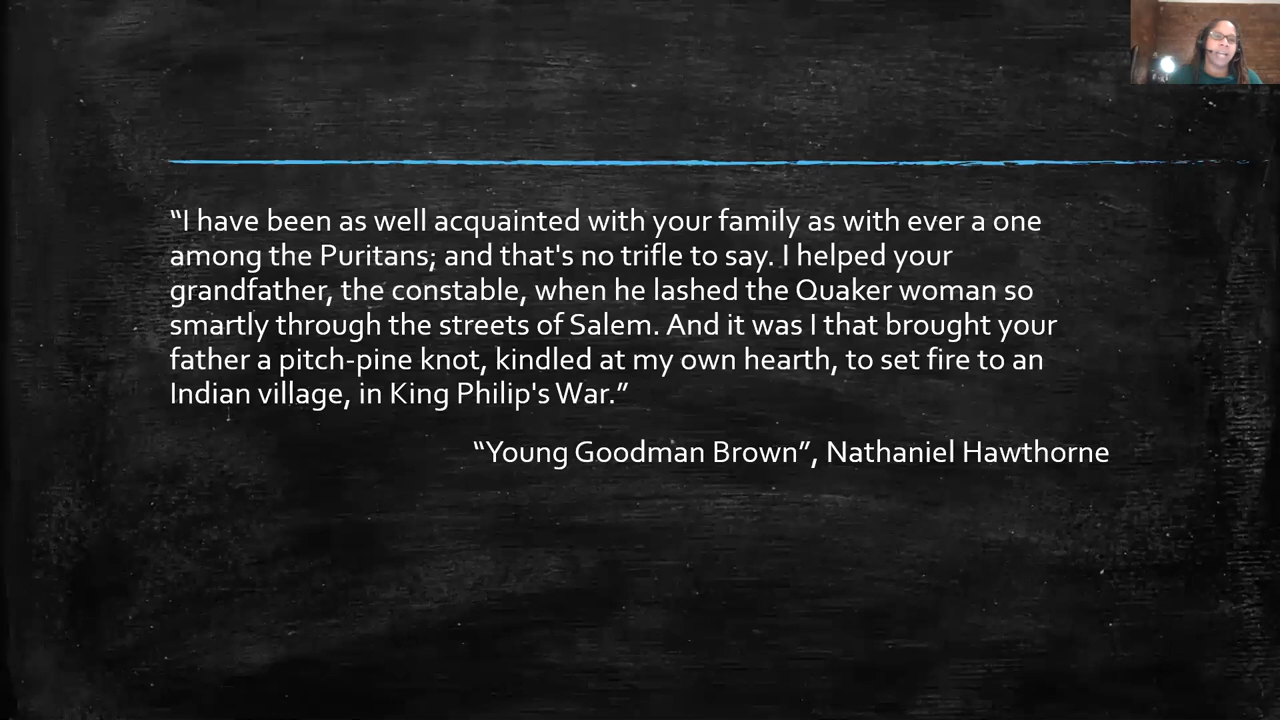 “I have been as well acquainted with your family as with ever a one
among the Puritans; and that's no trifle to say. I helped your
grandfather, the constable, when he lashed the Quaker woman so
smartly through the streets of Salem. And it was I that brought your
father a pitch-pine knot, kindled at my own hearth, to set fire to an
Indian village, in King Philip's War.”
“Young Goodman Brown”, Nathaniel Hawthorne